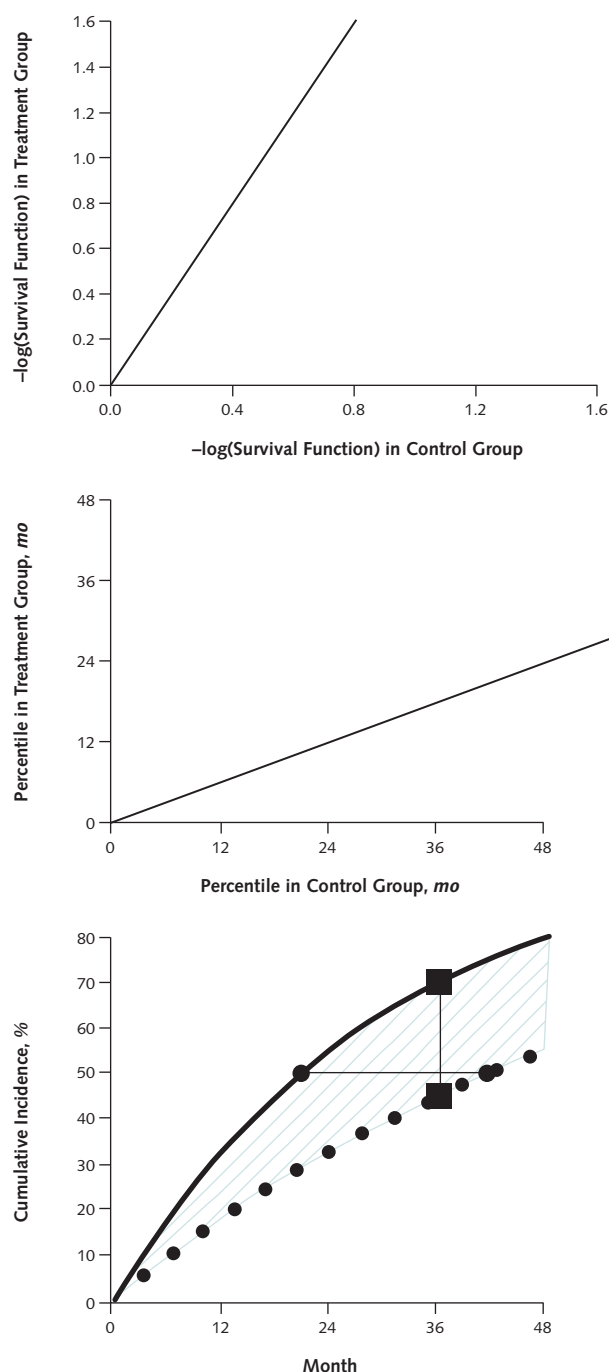 –log(Survival Function) in Treatment Group
1.6
1.4
1.2
1.0
0.8
0.6
0.4
0.2
0.0
0.0 0.4 0.8 1.2 1.6
–log(Survival Function) in Control Group
Percentile in Treatment Group, mo
48
36
24
12
0
0 12 24 36 48
Percentile in Control Group, mo
Cumulative Incidence, %
80
70
60
50
40
30
20
10
0
0 12 24 36 48
Month